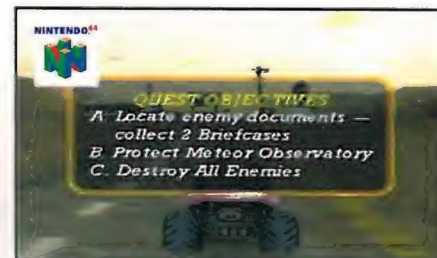 NINTENDO64
QUEST OBJECTIVES
A Locate enemy documents —
collect 2 Briefcases
B Protect Meteor Observatory
C. Destroy All Enemies